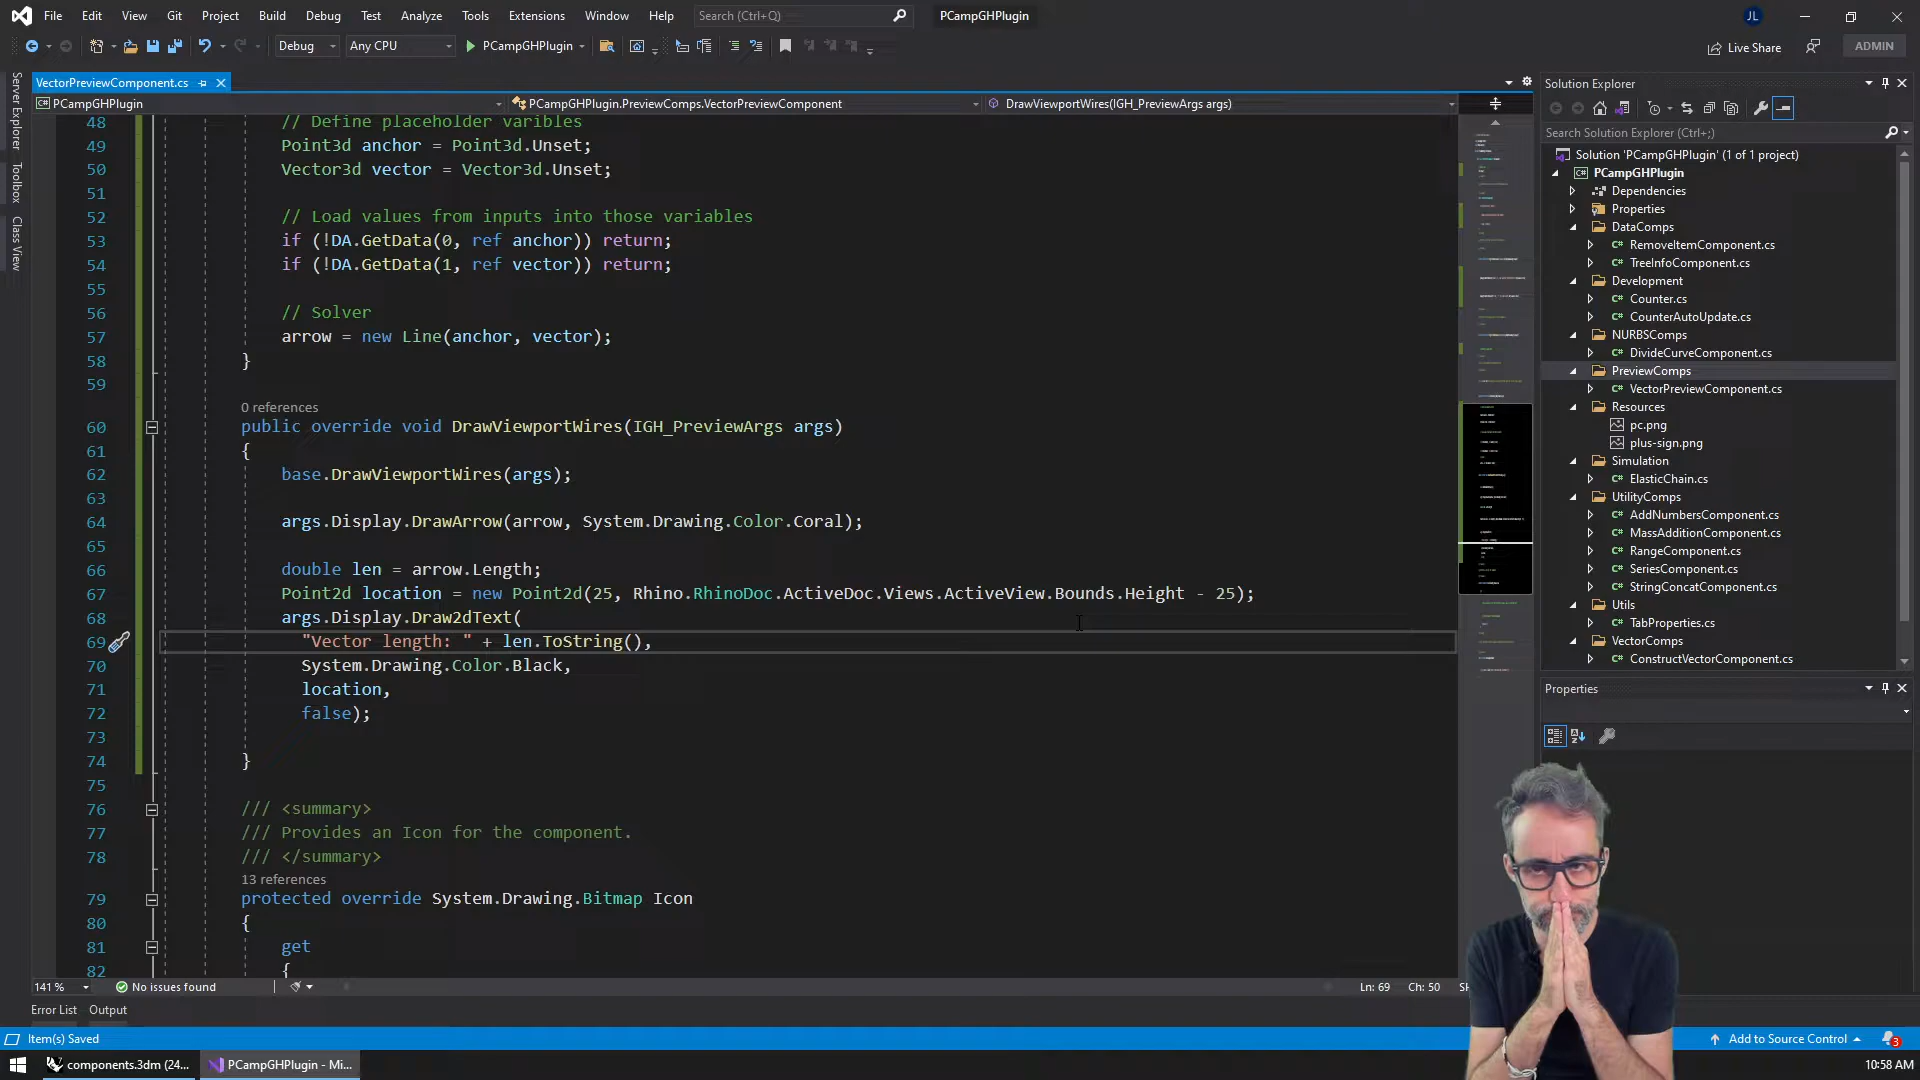 File Edit View Git Project Build Debug Test Analyze Tools Extensions Window Help Search (Ctrl+Q) PCampGHPlugin JL
Debug Any CPU PCampGHPlugin Live Share ADMIN
Server Explorer
Toolbox
Class View
VectorPreviewComponent.cs
PCampGHPlugin PCampGHPlugin.PreviewComps.VectorPreviewComponent DrawViewportWires(IGH_PreviewArgs args)
48 // Define placeholder varibles
49 Point3d anchor = Point3d.Unset;
50 Vector3d vector = Vector3d.Unset;
51
52 // Load values from inputs into those variables
53 if (!DA.GetData(0, ref anchor)) return;
54 if (!DA.GetData(1, ref vector)) return;
55
56 // Solver
57 arrow = new Line(anchor, vector);
58 }
59
0 references
60 public override void DrawViewportWires(IGH_PreviewArgs args)
61 {
62 base.DrawViewportWires(args);
63
64 args.Display.DrawArrow(arrow, System.Drawing.Color.Coral);
65
66 double len = arrow.Length;
67 Point2d location = new Point2d(25, Rhino.RhinoDoc.ActiveDoc.Views.ActiveView.Bounds.Height - 25);
68 args.Display.Draw2dText(
69 "Vector length: " + len.ToString(),
70 System.Drawing.Color.Black,
71 location,
72 false);
73
74 }
75
76 /// <summary>
77 /// Provides an Icon for the component.
78 /// </summary>
13 references
79 protected override System.Drawing.Bitmap Icon
80 {
81 get
82 {
141 % No issues found Ln: 69 Ch: 50
Error List Output
Item(s) Saved Add to Source Control 3
components.3dm (24... PCampGHPlugin - Mi... 10:58 AM
Solution Explorer
Search Solution Explorer (Ctrl+;)
Solution 'PCampGHPlugin' (1 of 1 project)
PCampGHPlugin
Dependencies
Properties
DataComps
RemoveItemComponent.cs
TreeInfoComponent.cs
Development
Counter.cs
CounterAutoUpdate.cs
NURBSComps
DivideCurveComponent.cs
PreviewComps
VectorPreviewComponent.cs
Resources
pc.png
plus-sign.png
Simulation
ElasticChain.cs
UtilityComps
AddNumbersComponent.cs
MassAdditionComponent.cs
RangeComponent.cs
SeriesComponent.cs
StringConcatComponent.cs
Utils
TabProperties.cs
VectorComps
ConstructVectorComponent.cs
Properties